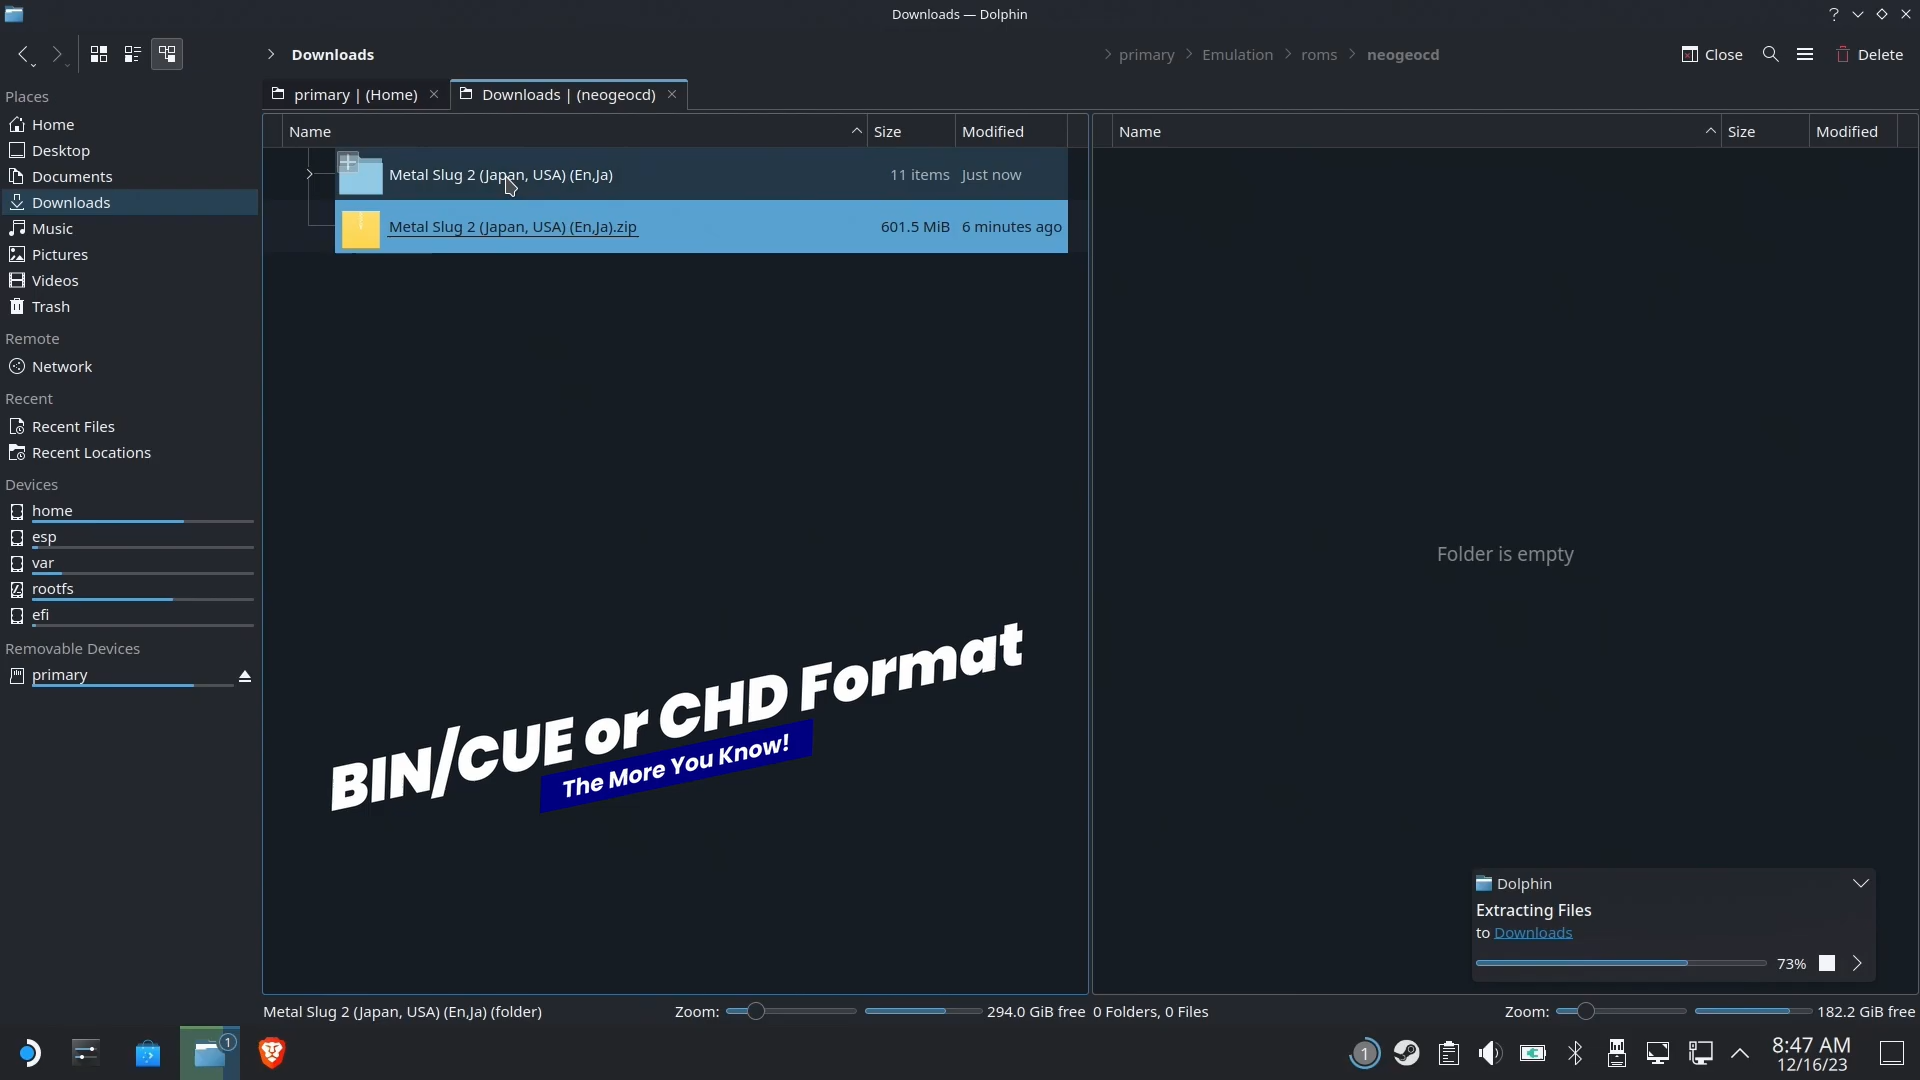 Downloads — Dolphin
?
Downloads
primary
Emulation
roms
neogeocd
Close
Delete
primary | (Home)
Downloads | (neogeocd)
Places
Home
Desktop
Documents
Downloads
Music
Pictures
Videos
Trash
Remote
Network
Recent
Recent Files
Recent Locations
Devices
home
esp
var
rootfs
efi
Removable Devices
primary
Name Size Modified
Metal Slug 2 (Japan, USA) (En,Ja) 11 items Just now
Metal Slug 2 (Japan, USA) (En,Ja).zip 601.5 MiB 6 minutes ago
Name Size Modified
Folder is empty
BIN/CUE or CHD Format
The More You Know!
Dolphin
Extracting Files
to Downloads
73%
Metal Slug 2 (Japan, USA) (En,Ja) (folder) Zoom: 294.0 GiB free
0 Folders, 0 Files Zoom: 182.2 GiB free
1
1
8:47 AM
12/16/23